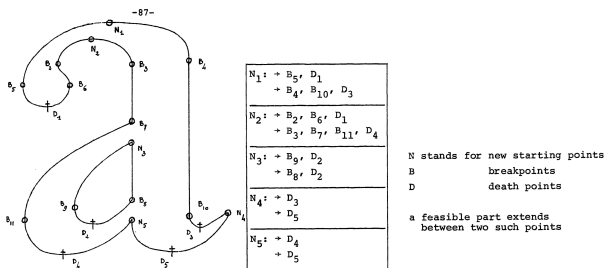 -87-
N₁
N₂
B₂ B₃ B₄
B₅ B₆
D₁
B₇
N₃
B₈
B₉ B₁₀
N₄
B₁₁ D₂ N₅ D₃
D₄ D₅
N₁: → B₅, D₁
→ B₄, B₁₀, D₃
N₂: → B₂, B₆, D₁
→ B₃, B₇, B₁₁, D₄
N₃: → B₉, D₂
→ B₈, D₂
N₄: → D₃
→ D₅
N₅: → D₄
→ D₅
N stands for new starting points
B breakpoints
D death points
a feasible part extends
between two such points